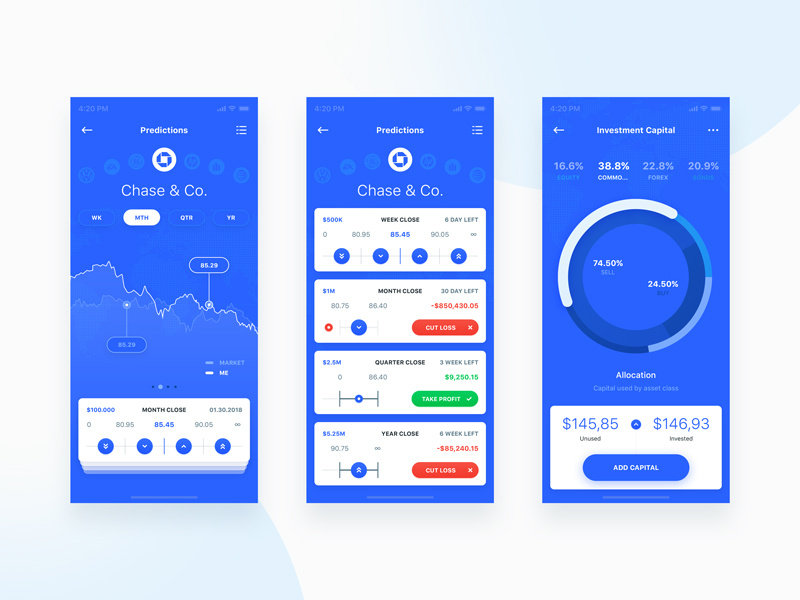 4:20 PM
Predictions
Chase & Co.
WK MTH QTR YR
85.29
85.29
MARKET
ME
$100.000 MONTH CLOSE 01.30.2018
0 80.95 85.45 90.05 ∞
4:20 PM
Predictions
Chase & Co.
$500K WEEK CLOSE 6 DAY LEFT
0 80.95 85.45 90.05 ∞
$1M MONTH CLOSE 30 DAY LEFT
80.75 86.40 -$850,430.05
CUT LOSS
$2.5M QUARTER CLOSE 3 WEEK LEFT
0 86.40 $9,250.15
TAKE PROFIT
$5.25M YEAR CLOSE 6 WEEK LEFT
90.75 ∞ -$85,240.15
CUT LOSS
4:20 PM
Investment Capital
16.6% 38.8% 22.8% 20.9%
EQUITY COMMO... FOREX
74.50%
SELL
24.50%
BUY
Allocation
Capital used by asset class
$145,85 $146,93
Unused Invested
ADD CAPITAL